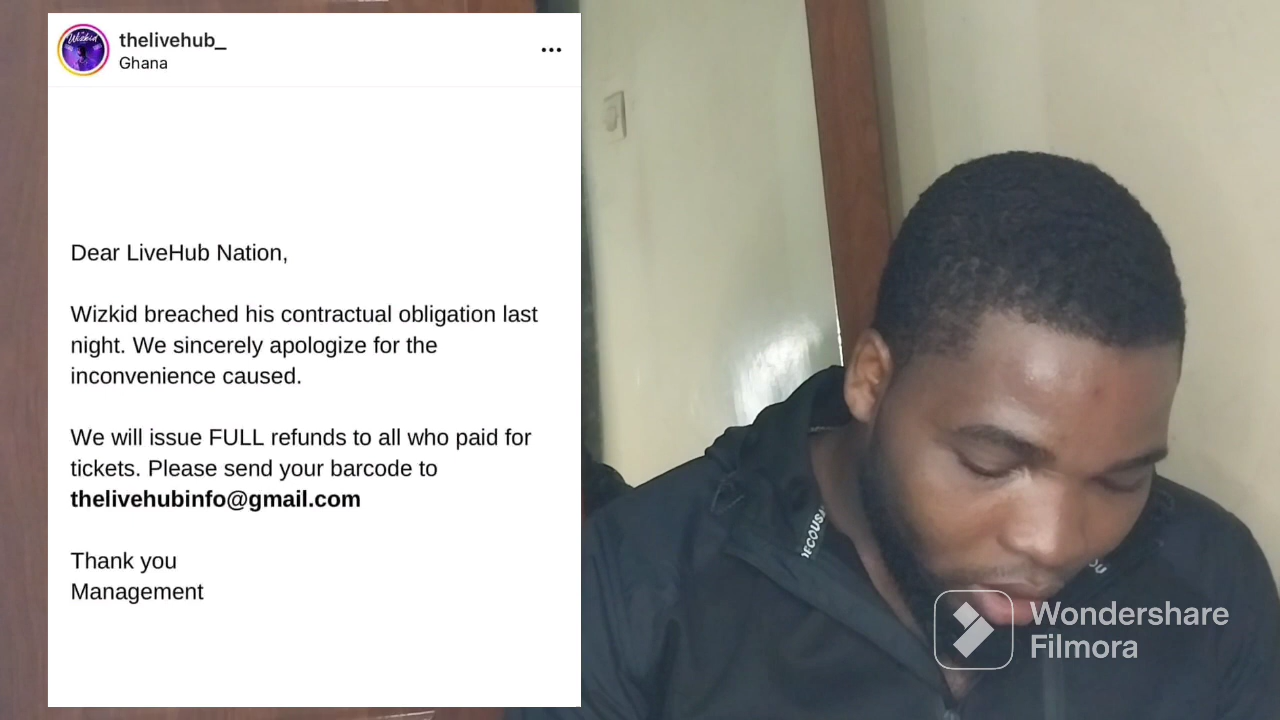 thelivehub_
Ghana
Dear LiveHub Nation,
Wizkid breached his contractual obligation last
night. We sincerely apologize for the
inconvenience caused.
We will issue FULL refunds to all who paid for
tickets. Please send your barcode to
thelivehubinfo@gmail.com
Thank you
Management
Wondershare
Filmora